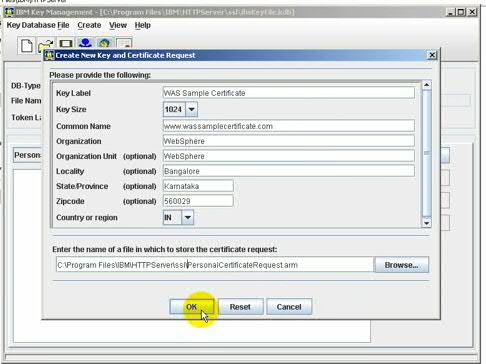 IBM Key Management - [C:\Program Files\IBM\HTTPServer\ssl\ihsKeyFile.kdb]
Key Database File Create View Help
DB-Type
File Nam
Token La
Persona
Create New Key and Certificate Request
Please provide the following:
Key Label WAS Sample Certificate
Key Size 1024
Common Name www.wassamplecertificate.com
Organization WebSphere
Organization Unit (optional) WebSphere
Locality (optional) Bangalore
State/Province (optional) Karnataka
Zipcode (optional) 560029
Country or region IN
Enter the name of a file in which to store the certificate request:
C:\Program Files\IBM\HTTPServer\ssl\PersonalCertificateRequest.arm Browse...
OK Reset Cancel